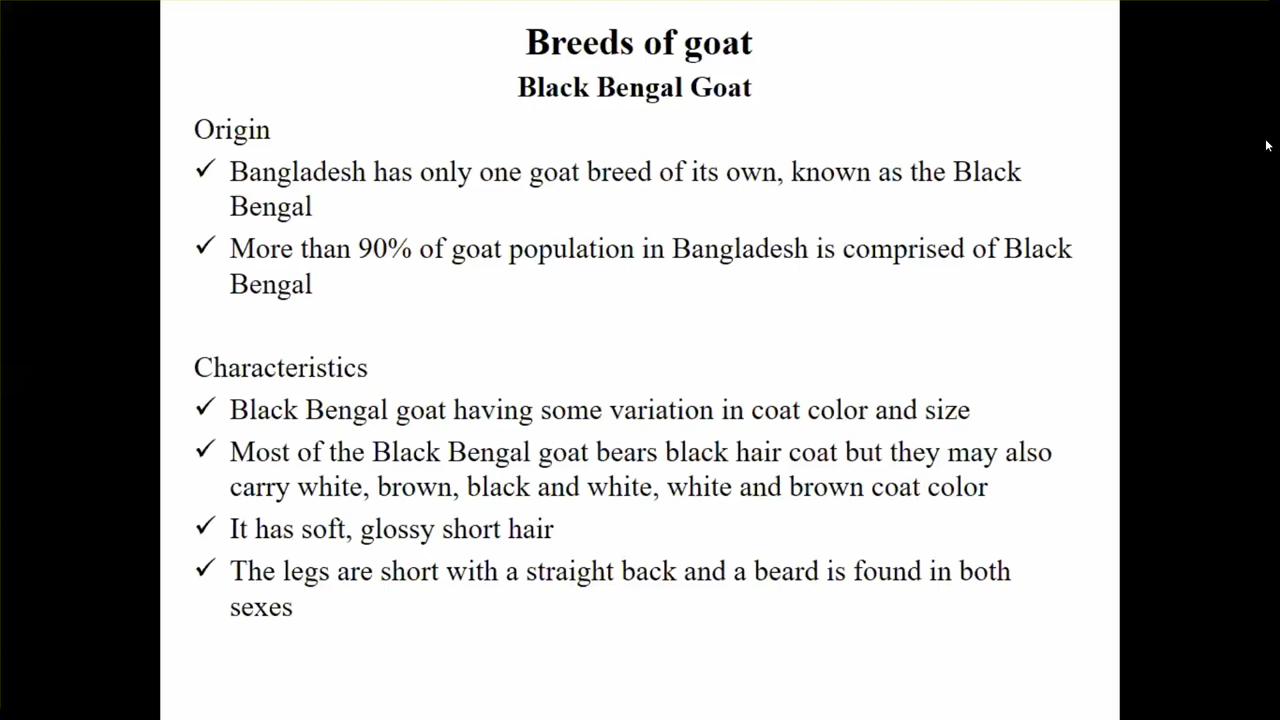 Breeds of goat
Black Bengal Goat
Origin
✓ Bangladesh has only one goat breed of its own, known as the Black
Bengal
✓ More than 90% of goat population in Bangladesh is comprised of Black
Bengal
Characteristics
✓ Black Bengal goat having some variation in coat color and size
✓ Most of the Black Bengal goat bears black hair coat but they may also
carry white, brown, black and white, white and brown coat color
✓ It has soft, glossy short hair
✓ The legs are short with a straight back and a beard is found in both
sexes